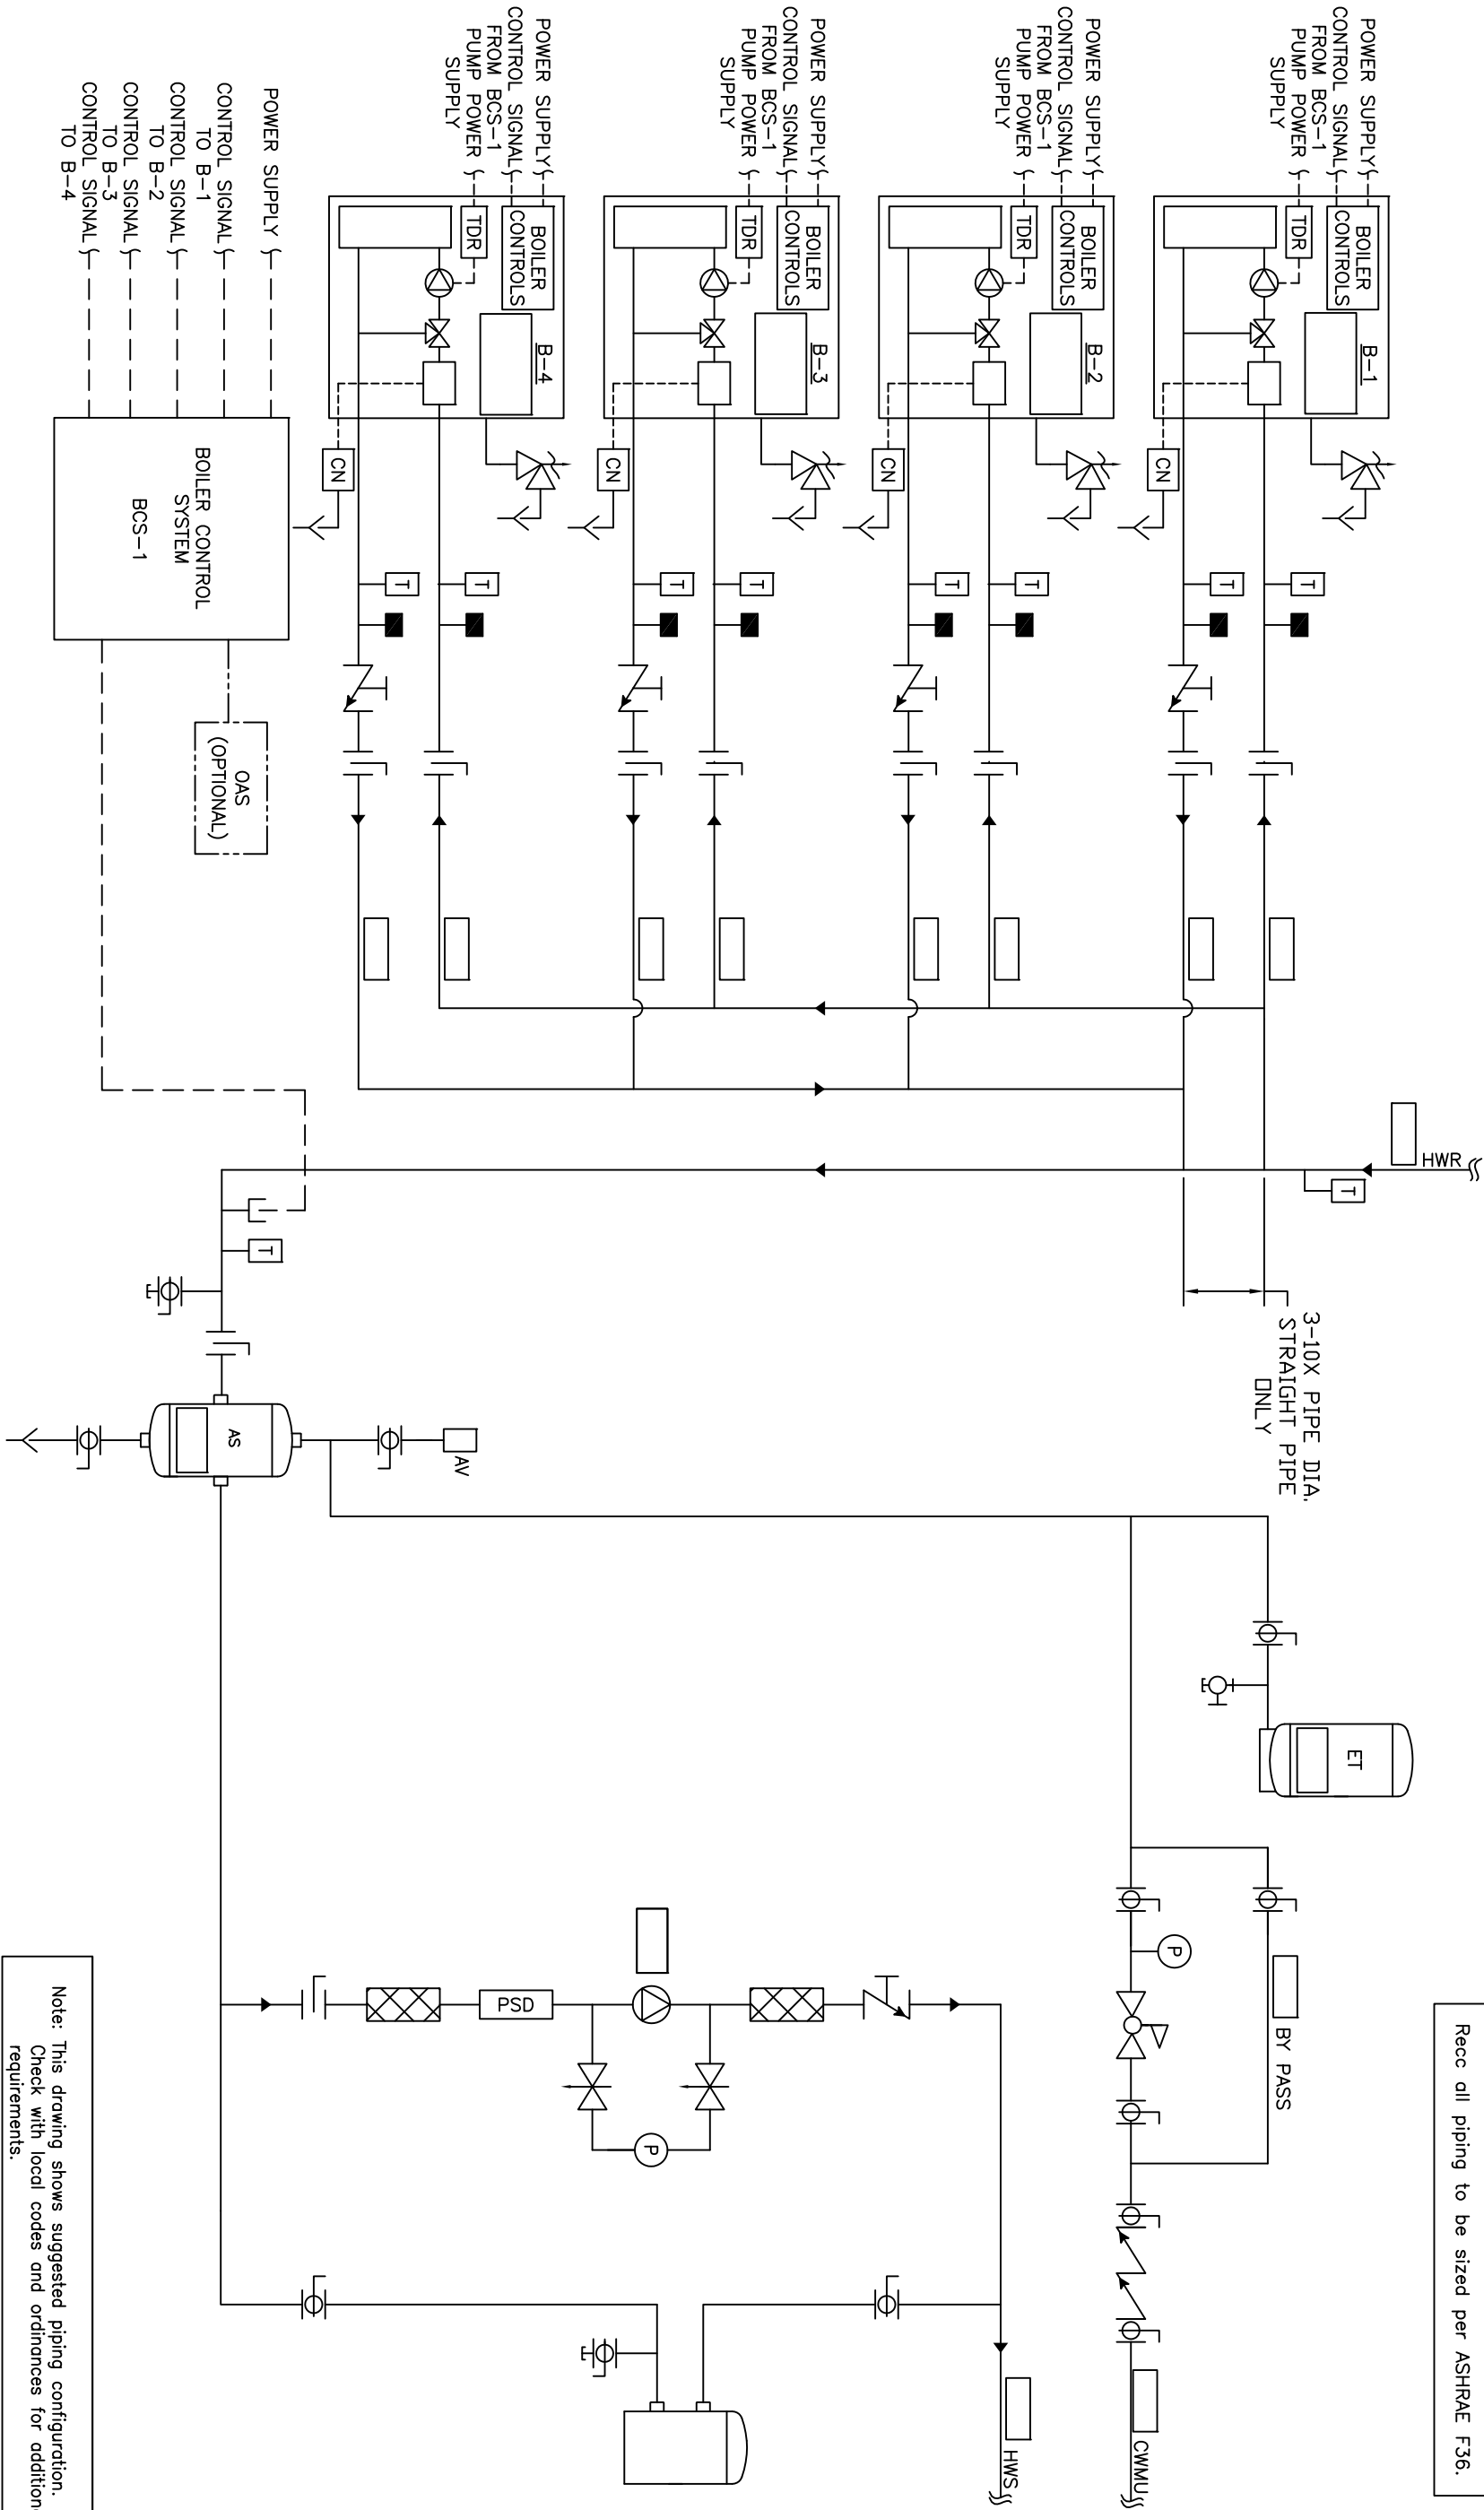 Recc all piping to be sized per ASHRAE F36.
POWER SUPPLY
CONTROL SIGNAL
FROM BCS-1
PUMP POWER
SUPPLY
BOILER
CONTROLS
TDR
B-1
CN
T
T
POWER SUPPLY
CONTROL SIGNAL
FROM BCS-1
PUMP POWER
SUPPLY
BOILER
CONTROLS
TDR
B-2
CN
T
T
POWER SUPPLY
CONTROL SIGNAL
FROM BCS-1
PUMP POWER
SUPPLY
BOILER
CONTROLS
TDR
B-3
CN
T
T
POWER SUPPLY
CONTROL SIGNAL
FROM BCS-1
PUMP POWER
SUPPLY
BOILER
CONTROLS
TDR
B-4
CN
T
T
POWER SUPPLY
CONTROL SIGNAL
TO B-1
CONTROL SIGNAL
TO B-2
CONTROL SIGNAL
TO B-3
CONTROL SIGNAL
TO B-4
BOILER CONTROL
SYSTEM
BCS-1
OAS
(OPTIONAL)
HWR
T
3-10X PIPE DIA.
STRAIGHT PIPE
ONLY
T
AS
AV
ET
P
BY PASS
CWMU
PSD
P
HWS
Note: This drawing shows suggested piping configuration.
Check with local codes and ordinances for
requirements.